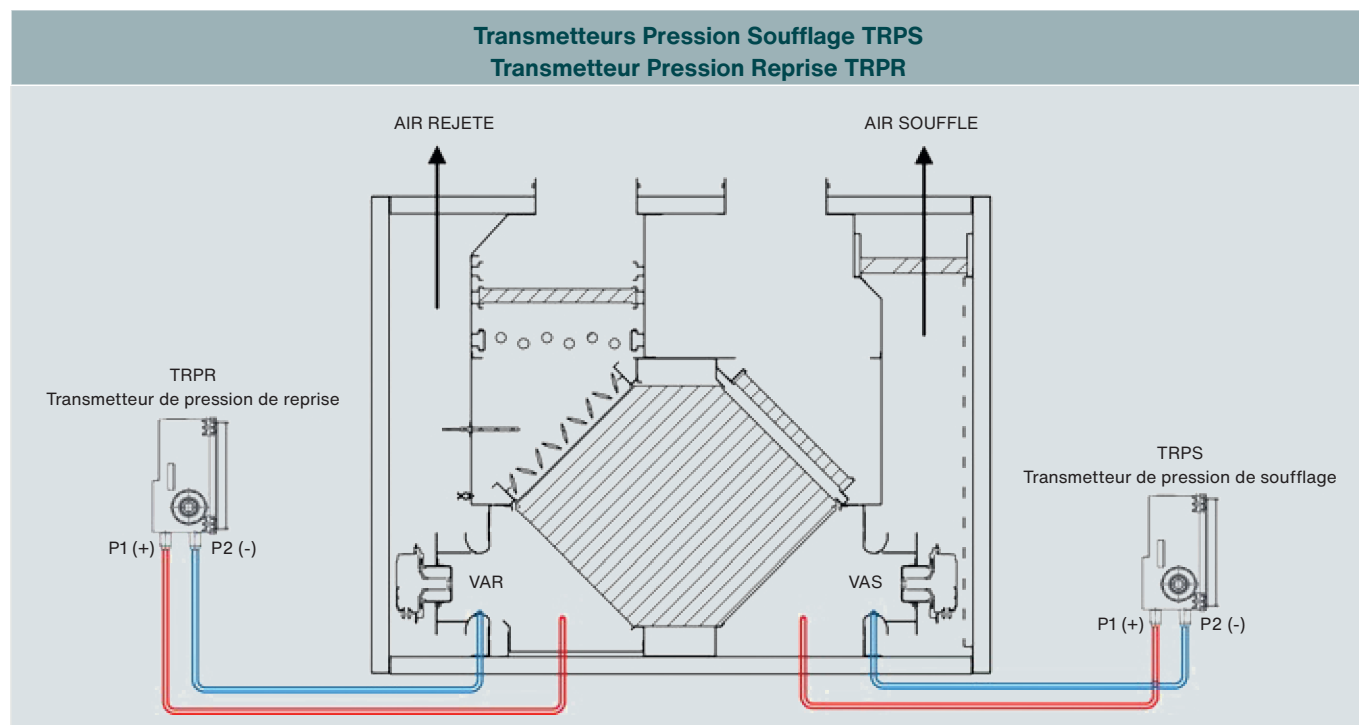 Transmetteurs Pression Soufflage TRPS
Transmetteur Pression Reprise TRPR
AIR REJETE
AIR SOUFFLE
TRPR
Transmetteur de pression de reprise
TRPS
Transmetteur de pression de soufflage
P1 (+)
P2 (-)
VAR
VAS
P1 (+)
P2 (-)